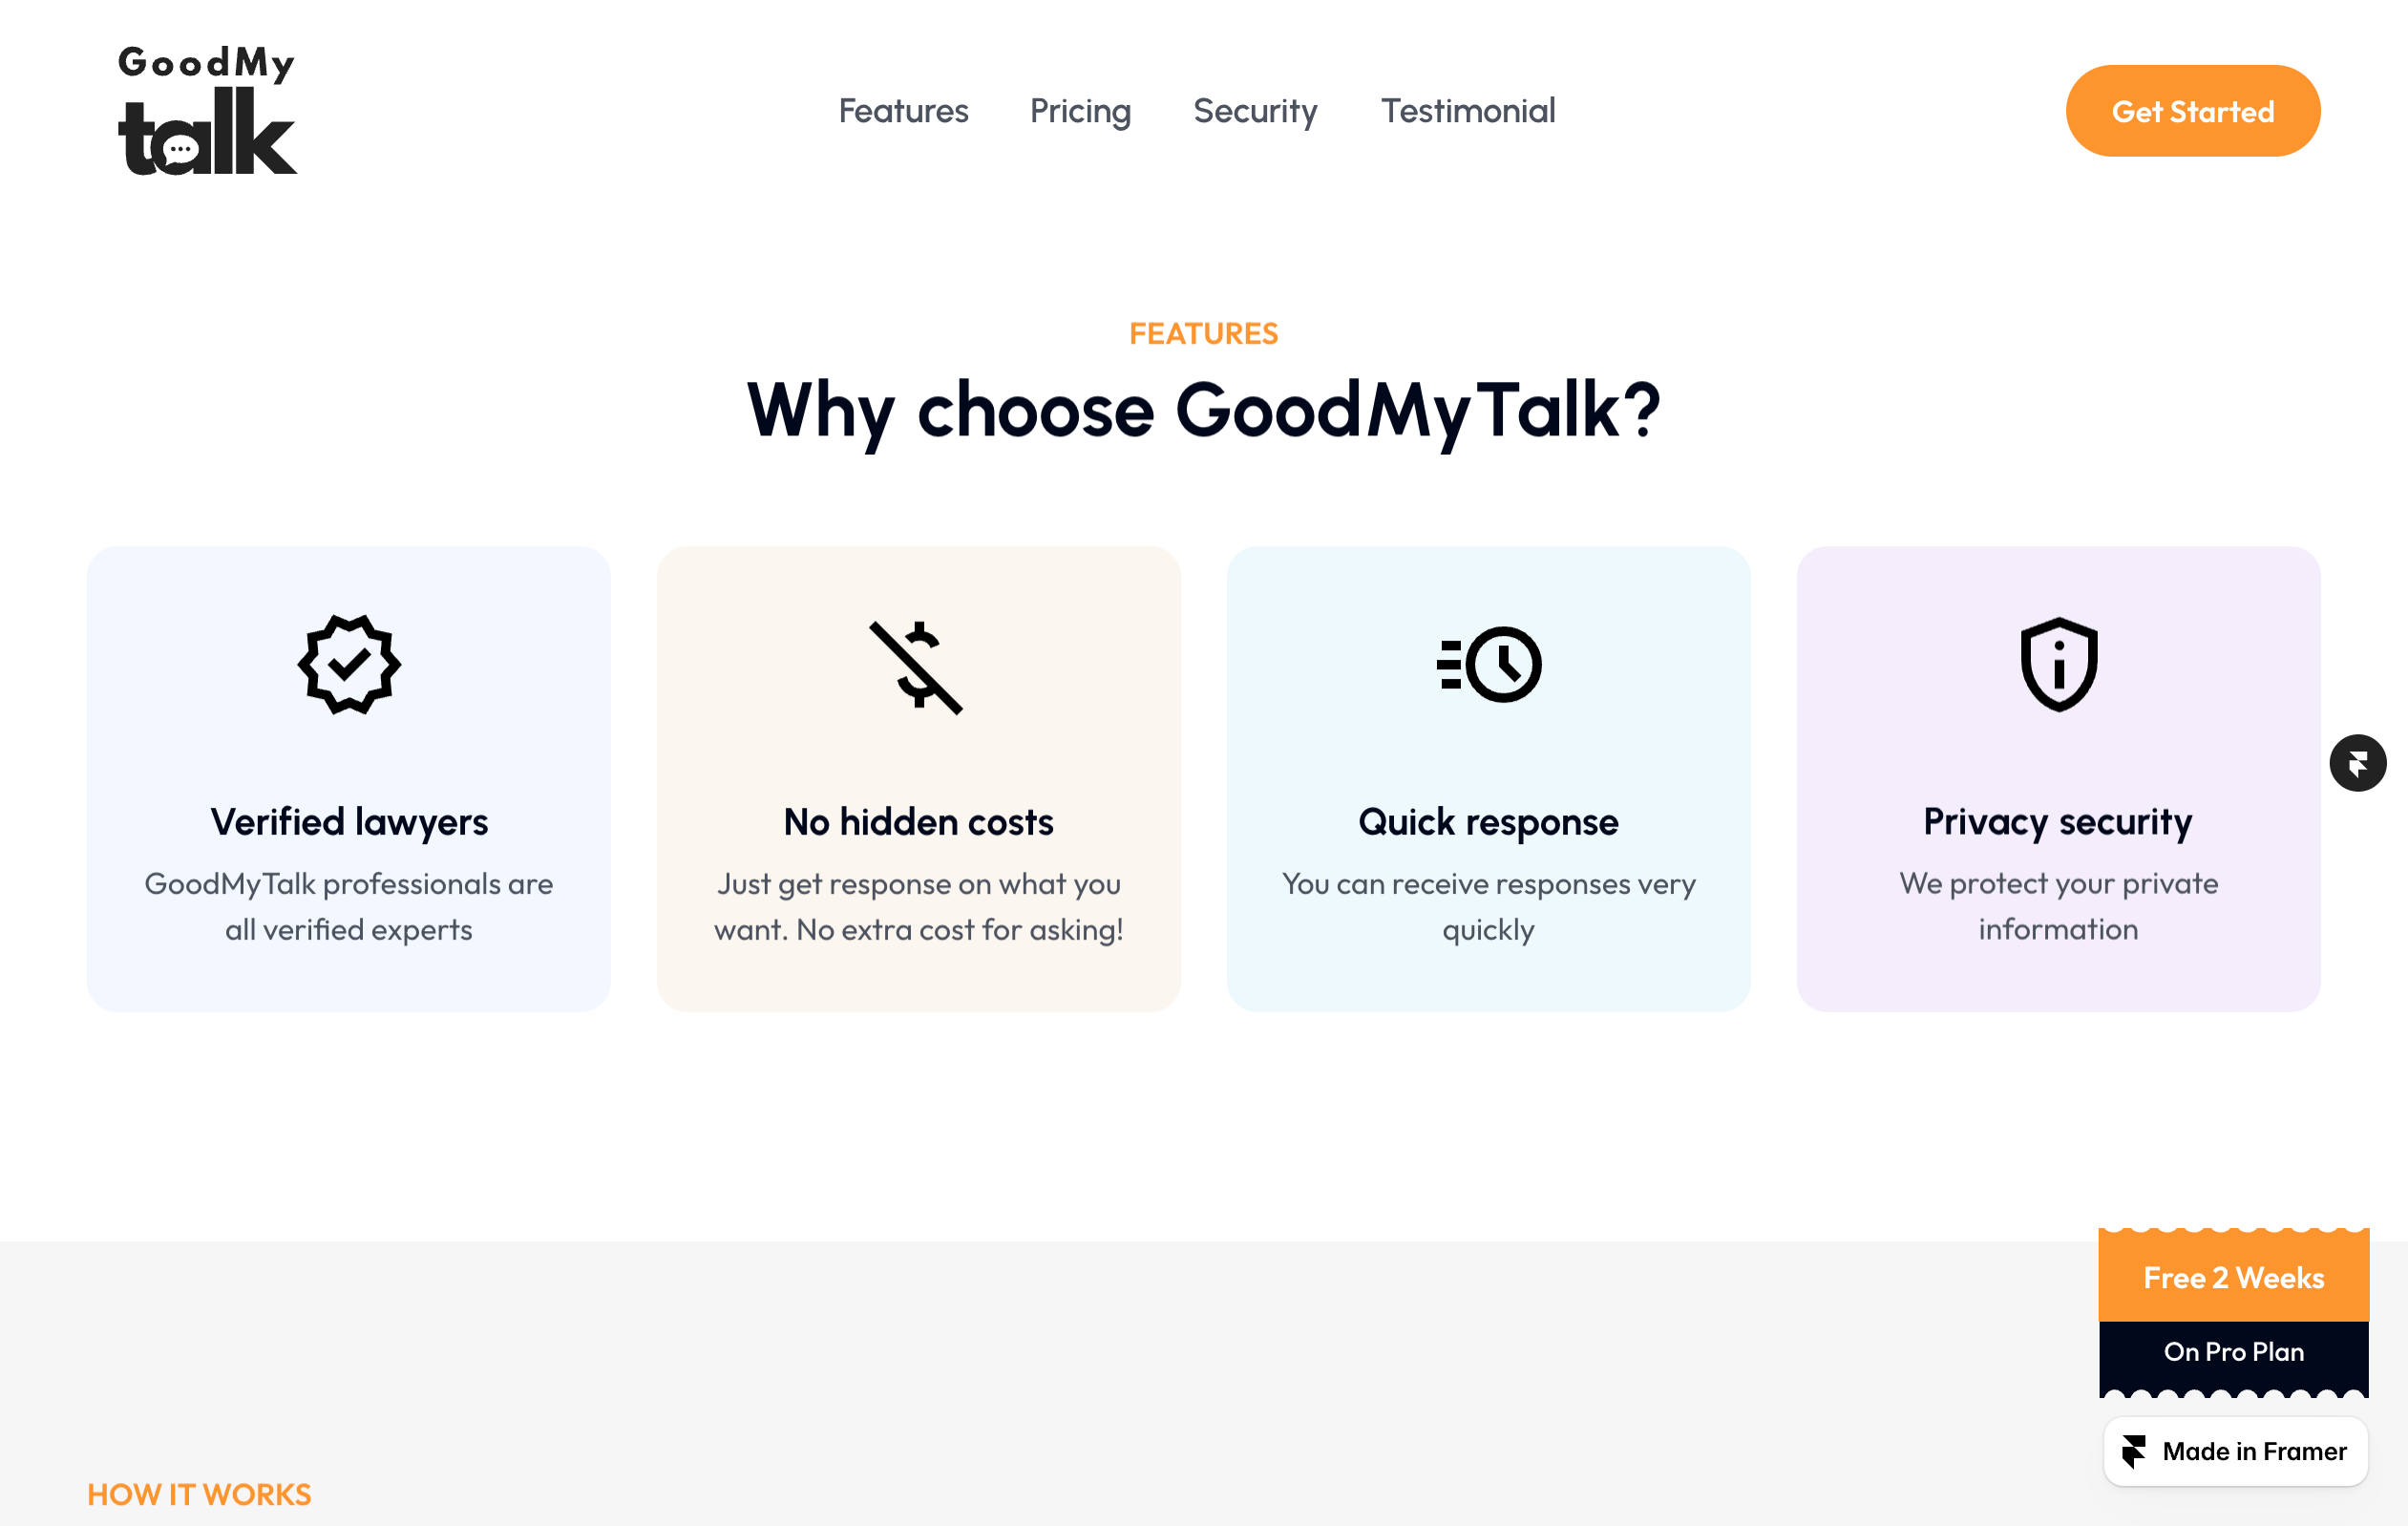 GoodMy
talk
Features
Pricing
Security
Testimonial
Get Started
FEATURES
Why choose GoodMyTalk?
Verified lawyers
GoodMyTalk professionals are
all verified experts
No hidden costs
Just get response on what you
want. No extra cost for asking!
Quick response
You can receive responses very
quickly
Privacy security
We protect your private
information
Free 2 Weeks
On Pro Plan
Made in Framer
HOW IT WORKS